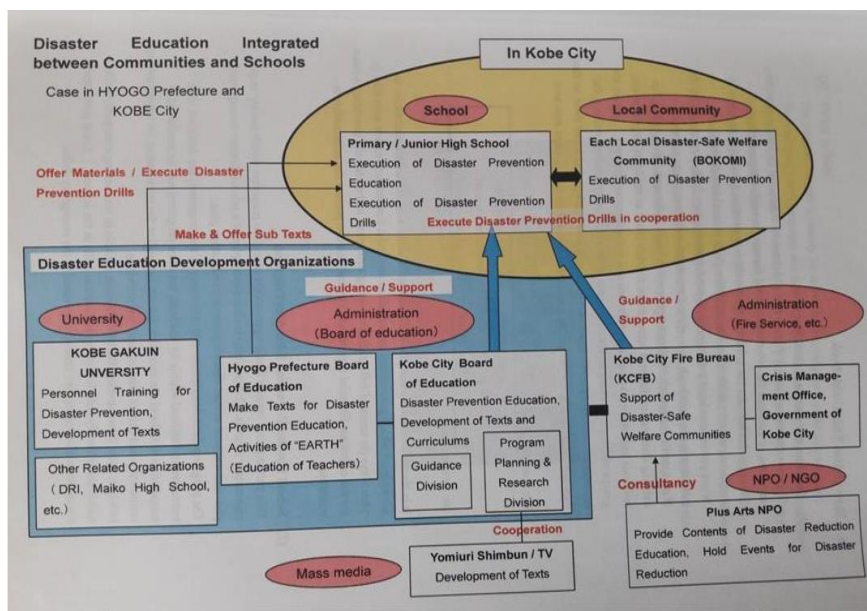 Disaster Education Integrated
between Communities and Schools
Case in HYOGO Prefecture and
KOBE City
In Kobe City
School
Local Community
Primary / Junior High School
Execution of Disaster Prevention
Education
Execution of Disaster Prevention
Drills
Each Local Disaster-Safe Welfare
Community (BOKOMI)
Execution of Disaster Prevention
Drills
Execute Disaster Prevention Drills in cooperation
Offer Materials / Execute Disaster
Prevention Drills
Make & Offer Sub Texts
Disaster Education Development Organizations
Guidance / Support
University
Administration
(Board of education)
Guidance /
Support
Administration
(Fire Service, etc.)
KOBE GAKUIN
UNIVERSITY
Personnel Training for
Disaster Prevention,
Development of Texts
Other Related Organizations
( DRI, Maiko High School,
etc.)
Hyogo Prefecture Board
of Education
Make Texts for Disaster
Prevention Education,
Activities of "EARTH"
(Education of Teachers)
Kobe City Board
of Education
Disaster Prevention Education,
Development of Texts and
Curriculums
Guidance
Division
Program
Planning &
Research
Division
Kobe City Fire Bureau
(KCFB)
Support of
Disaster-Safe
Welfare Communities
Crisis Manage-
ment Office,
Government of
Kobe City
Consultancy
NPO / NGO
Plus Arts NPO
Provide Contents of Disaster Reduction
Education, Hold Events for Disaster
Reduction
Cooperation
Mass media
Yomiuri Shimbun / TV
Development of Texts